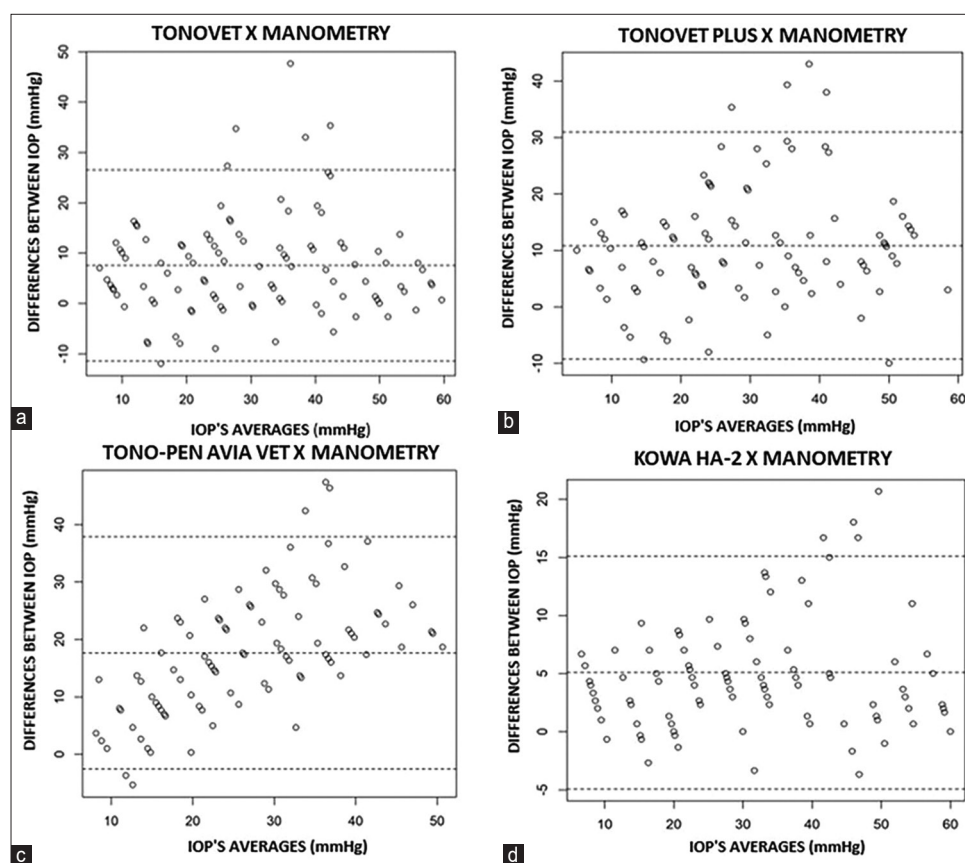 TONOVET X MANOMETRY
DIFFERENCES BETWEEN IOP (mmHg)
50
40
30
20
10
0
-10
10 20 30 40 50 60
IOP'S AVERAGES (mmHg)
a
TONOVET PLUS X MANOMETRY
DIFFERENCES BETWEEN IOP (mmHg)
40
30
20
10
0
-10
10 20 30 40 50 60
IOP'S AVERAGES (mmHg)
b
TONO-PEN AVIA VET X MANOMETRY
DIFFERENCES BETWEEN IOP (mmHg)
40
30
20
10
0
10 20 30 40 50
IOP'S AVERAGES (mmHg)
c
KOWA HA-2 X MANOMETRY
DIFFERENCES BETWEEN IOP (mmHg)
20
15
10
5
0
-5
10 20 30 40 50 60
IOP'S AVERAGES (mmHg)
d